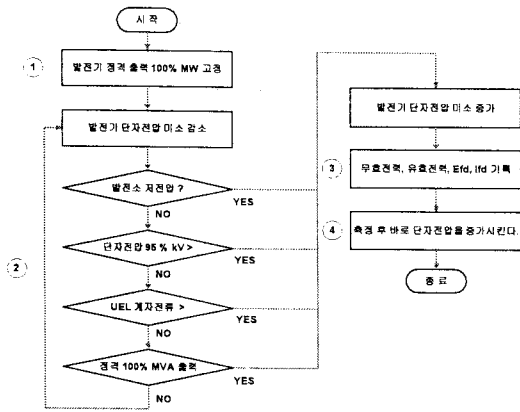 시 작
① 발전기 정격 출력 100% MW 고정
발전기 단자전압 미소 감소
발전소 저전압 ?
YES
NO
단자전압 95 % kV >
YES
NO
②
UEL 계자전류 >
YES
NO
정격 100% MVA 출력
YES
NO
발전기 단자전압 미소 증가
③ 무효전력, 유효전력, Efd, Ifd 기록
④ 측정 후 바로 단자전압을 증가시킨다.
종 료